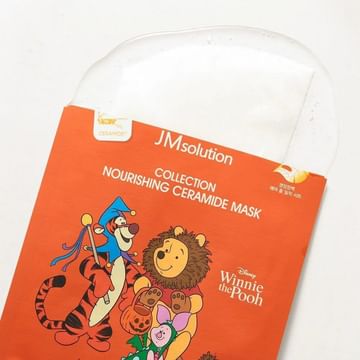 CERAMIDE
JMsolution
COLLECTION
NOURISHING CERAMIDE MASK
Disney
Winnie
the Pooh